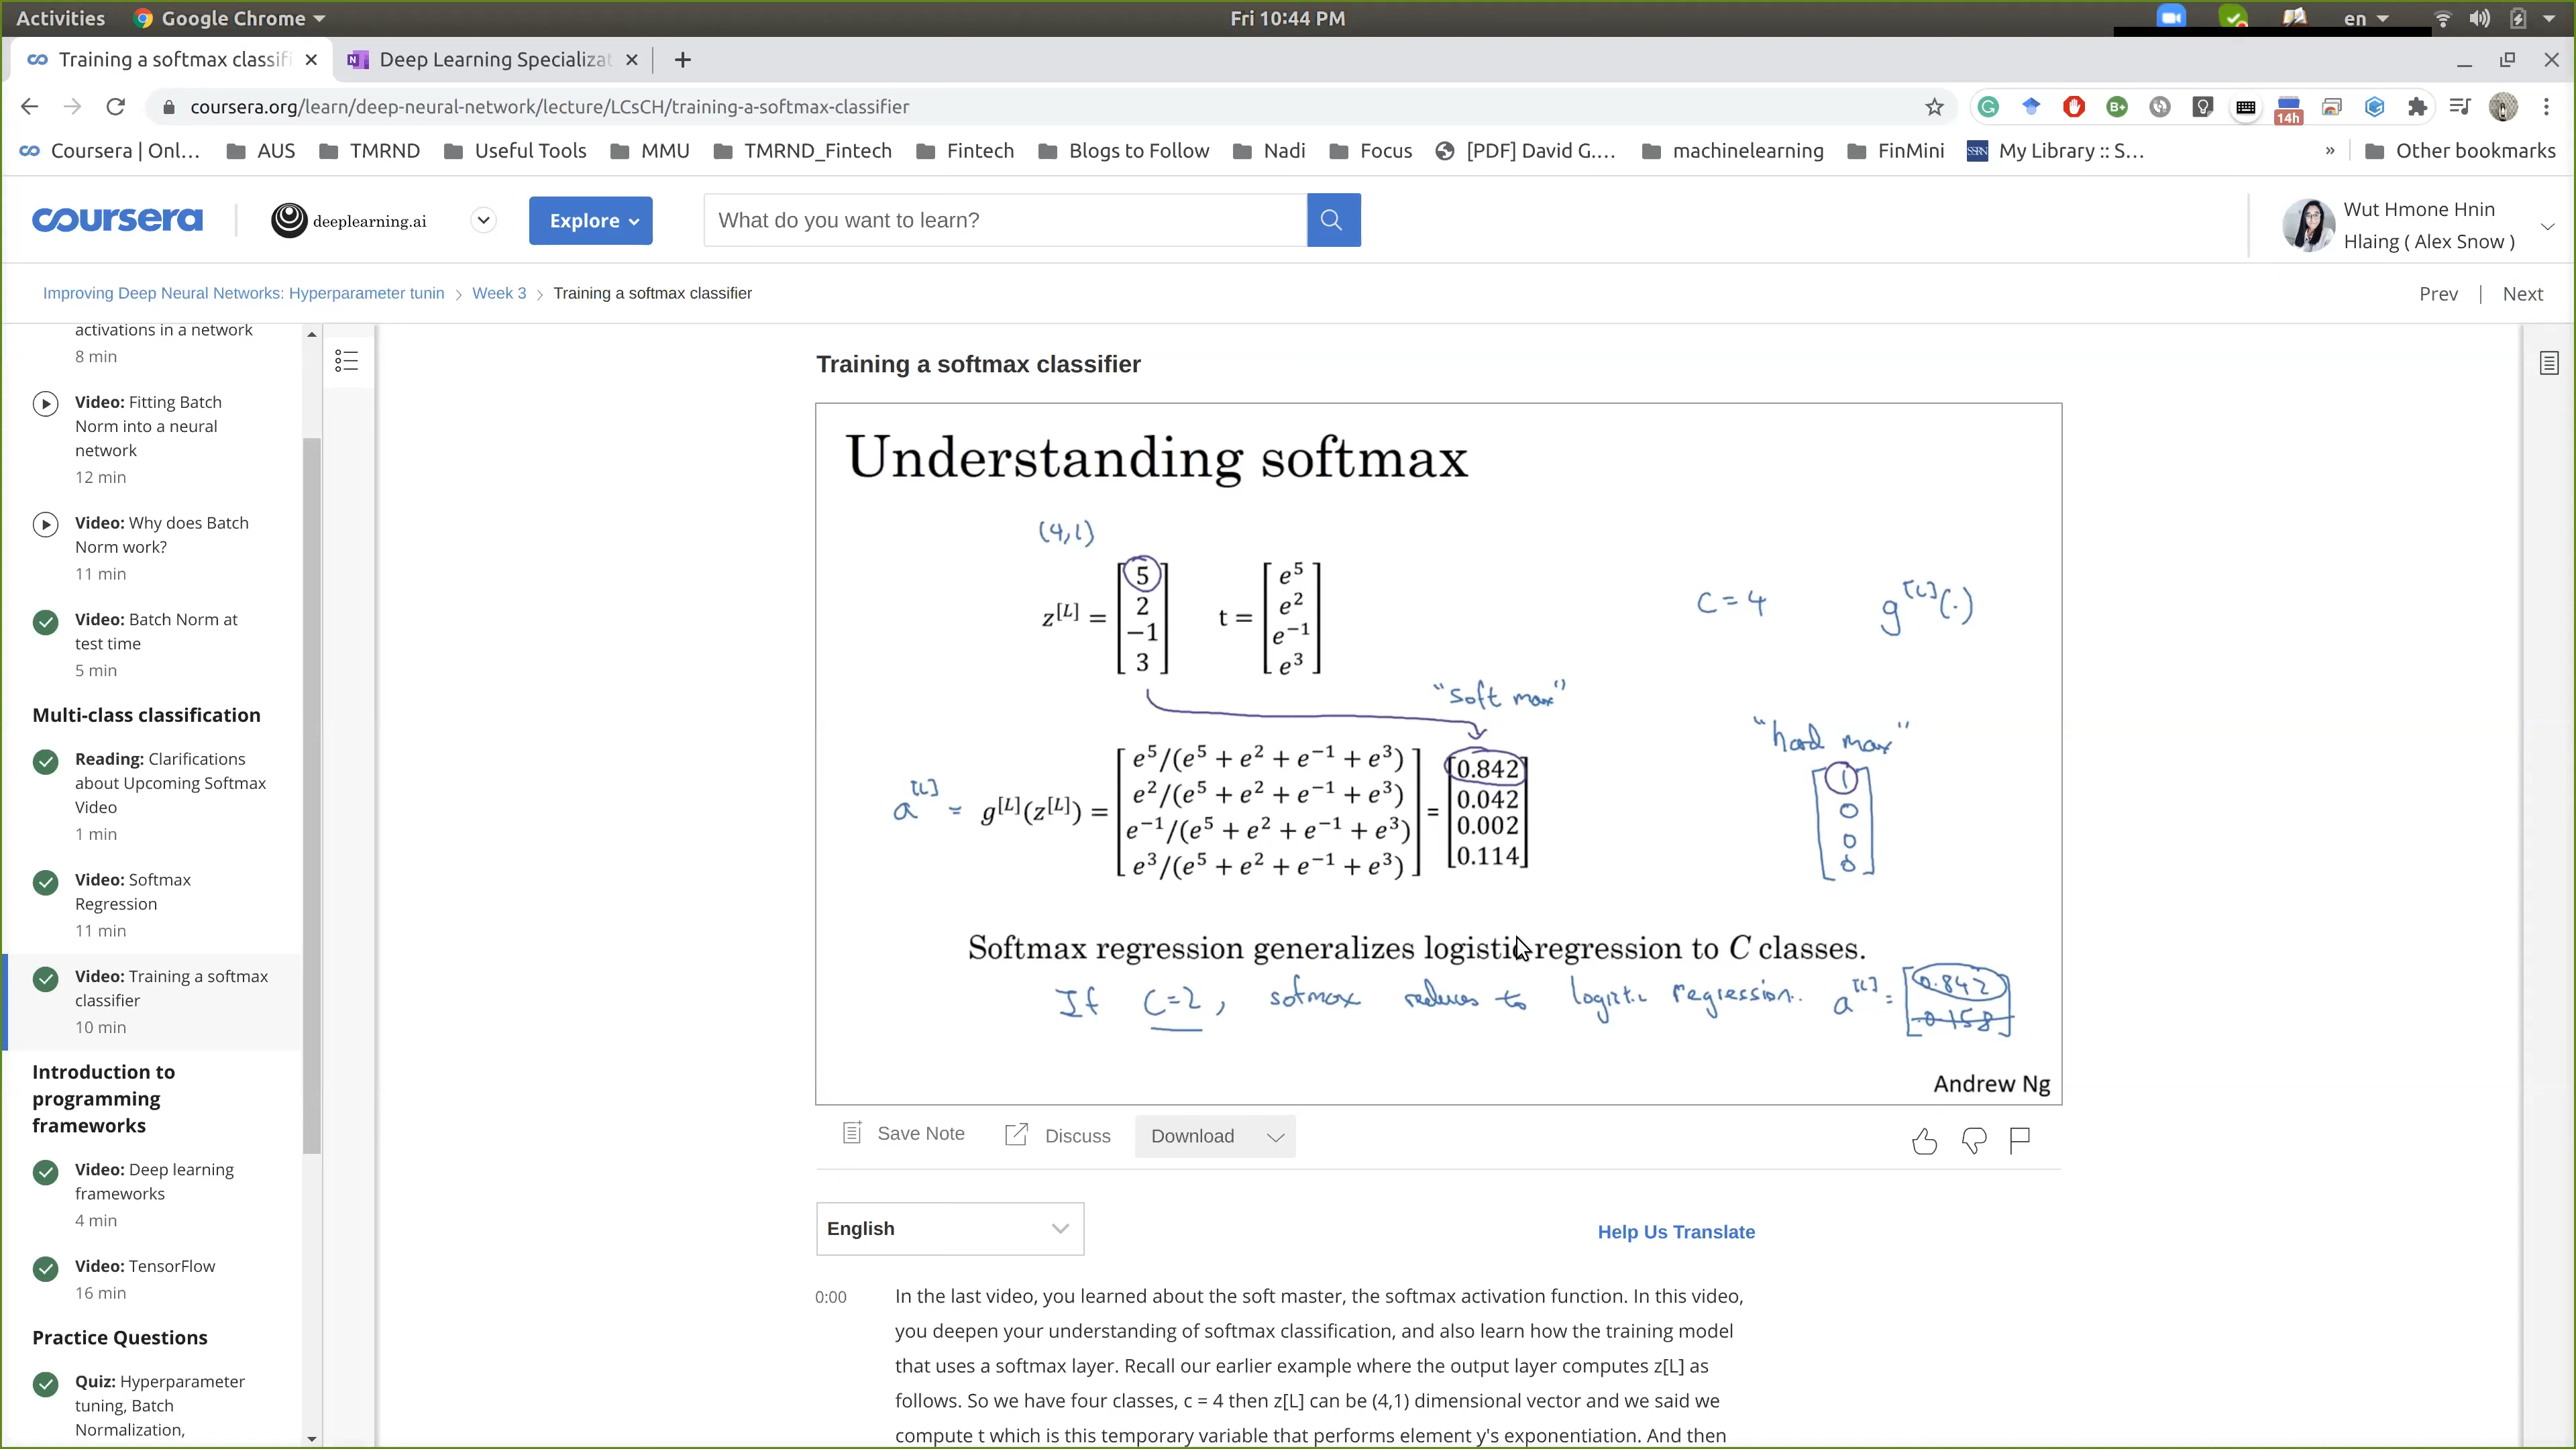 Activities Google Chrome Fri 10:44 PM en
Training a softmax classifi Deep Learning Specializat
coursera.org/learn/deep-neural-network/lecture/LCsCH/training-a-softmax-classifier
14h
Coursera | Onl... AUS TMRND Useful Tools MMU TMRND_Fintech Fintech Blogs to Follow Nadi Focus [PDF] David G.... machinelearning FinMini SSRN My Library :: S... » Other bookmarks
coursera deeplearning.ai Explore What do you want to learn?
Wut Hmone Hnin
Hlaing ( Alex Snow )
Improving Deep Neural Networks: Hyperparameter tunin > Week 3 > Training a softmax classifier Prev | Next
activations in a network
8 min
Video: Fitting Batch
Norm into a neural
network
12 min
Video: Why does Batch
Norm work?
11 min
Video: Batch Norm at
test time
5 min
Multi-class classification
Reading: Clarifications
about Upcoming Softmax
Video
1 min
Video: Softmax
Regression
11 min
Video: Training a softmax
classifier
10 min
Introduction to
programming
frameworks
Video: Deep learning
frameworks
4 min
Video: TensorFlow
16 min
Practice Questions
Quiz: Hyperparameter
tuning, Batch
Normalization,
Training a softmax classifier
Understanding softmax
(4,1)
z[L] = [5 2 −1 3] t = [e^5 e^2 e^−1 e^3]
C = 4 g[L](.)
"soft max"
"hard max"
a[L] = g[L](z[L]) =
e^5/(e^5 + e^2 + e^−1 + e^3)
e^2/(e^5 + e^2 + e^−1 + e^3)
e^−1/(e^5 + e^2 + e^−1 + e^3)
e^3/(e^5 + e^2 + e^−1 + e^3)
=
0.842
0.042
0.002
0.114
1
0
0
0
Softmax regression generalizes logistic regression to C classes.
If C=2, sofmax reduces to logistic regression. a[L] = [0.842 0.158]
Andrew Ng
Save Note Discuss Download
English Help Us Translate
0:00 In the last video, you learned about the soft master, the softmax activation function. In this video,
you deepen your understanding of softmax classification, and also learn how the training model
that uses a softmax layer. Recall our earlier example where the output layer computes z[L] as
follows. So we have four classes, c = 4 then z[L] can be (4,1) dimensional vector and we said we
compute t which is this temporary variable that performs element y's exponentiation. And then